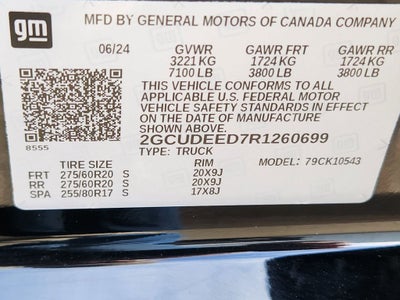 gm
MFD BY GENERAL MOTORS OF CANADA COMPANY
06/24 GVWR GAWR FRT GAWR RR
3221 KG 1724 KG 1724 KG
7100 LB 3800 LB 3800 LB
THIS VEHICLE CONFORMS TO ALL
APPLICABLE U.S. FEDERAL MOTOR
VEHICLE SAFETY STANDARDS IN EFFECT
ON THE DATE OF MANUFACTURE
SHOWN ABOVE.
8555
2GCUDEED7R1260699
TYPE: TRUCK MODEL: 79CK10543
TIRE SIZE RIM
FRT 275/60R20 S 20X9J
RR 275/60R20 S 20X9J
SPA 255/80R17 S 17X8J